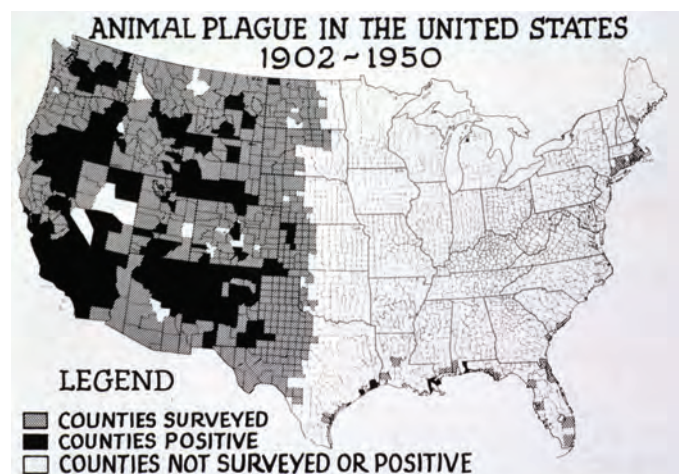 ANIMAL PLAGUE IN THE UNITED STATES
1902~1950
LEGEND
COUNTIES SURVEYED
COUNTIES POSITIVE
COUNTIES NOT SURVEYED OR POSITIVE